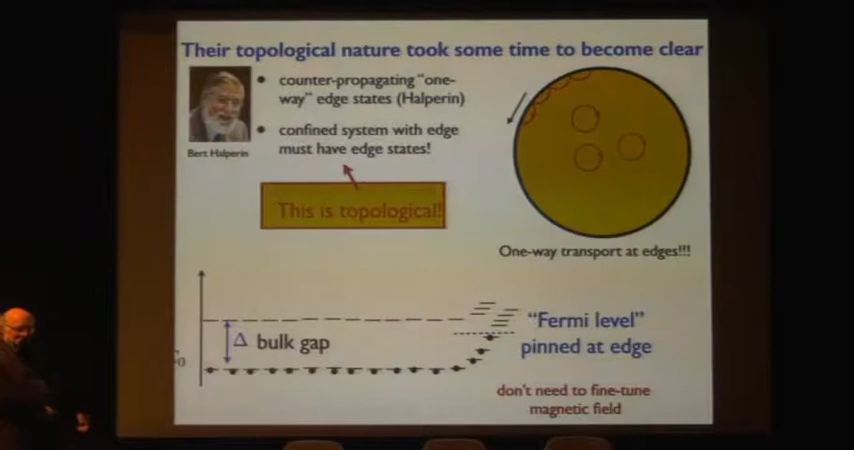 Their topological nature took some time to become clear
• counter-propagating "one-
way" edge states (Halperin)
• confined system with edge
must have edge states!
Bert Halperin
This is topological!
One-way transport at edges!!!
Δ bulk gap
"Fermi level"
pinned at edge
don't need to fine-tune
magnetic field